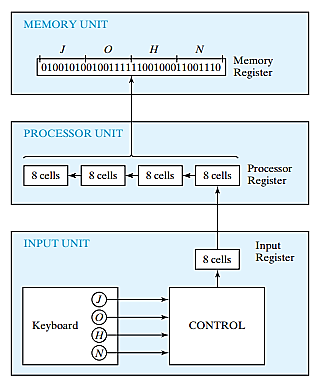 MEMORY UNIT
J O H N
01001010010011111100100011001110
Memory
Register
PROCESSOR UNIT
8 cells 8 cells 8 cells 8 cells
Processor
Register
INPUT UNIT
Input
Register
8 cells
Keyboard
J
O
H
N
CONTROL